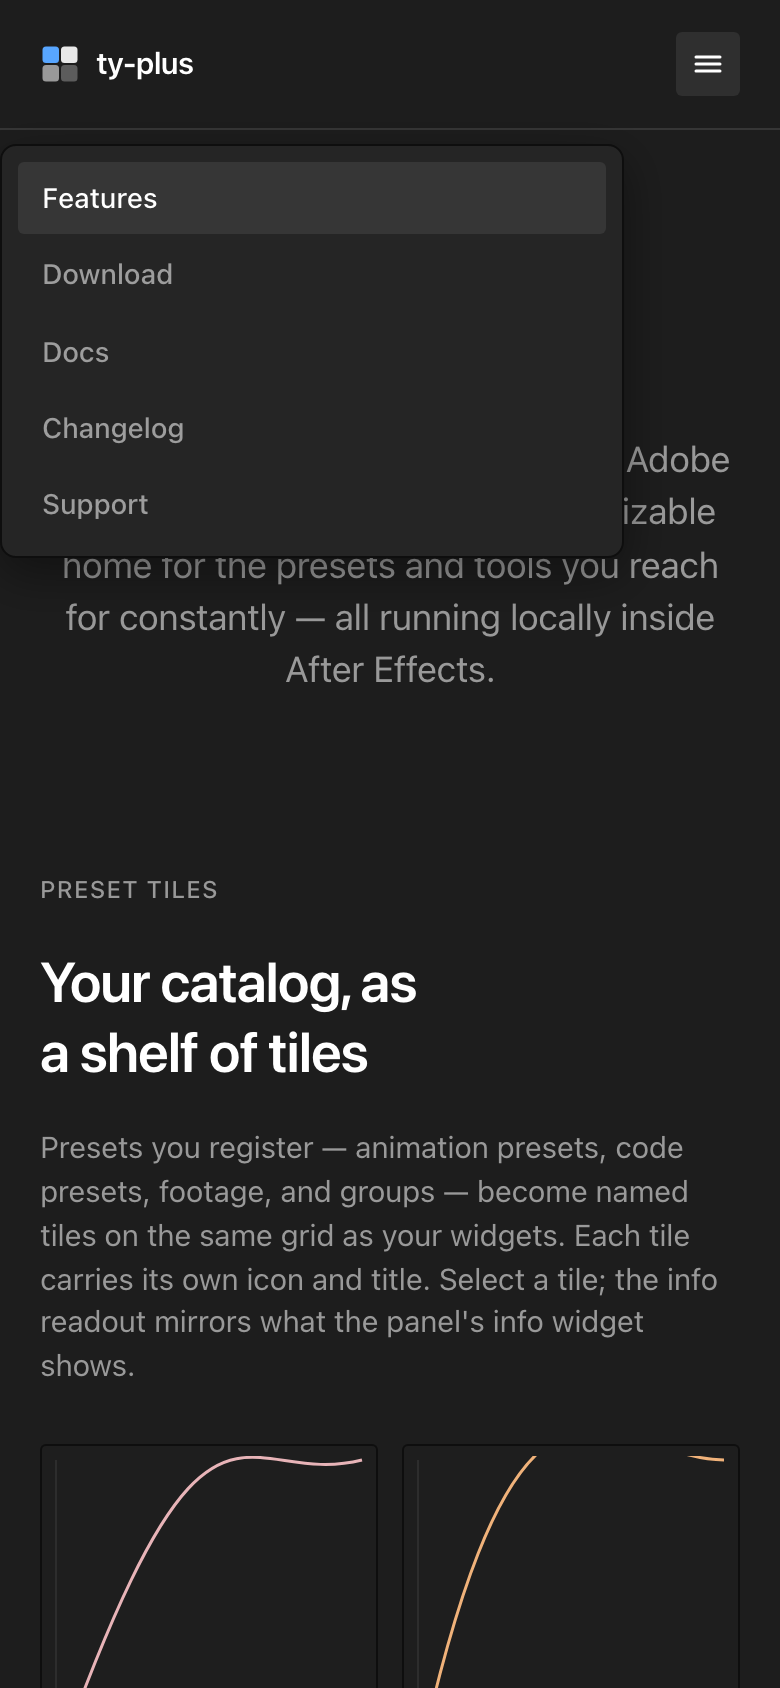 ty-plus
Features
Download
Docs
Changelog
Support
Adobe
izable
home for the presets and tools you reach
for constantly — all running locally inside
After Effects.
PRESET TILES
Your catalog, as
a shelf of tiles
Presets you register — animation presets, code
presets, footage, and groups — become named
tiles on the same grid as your widgets. Each tile
carries its own icon and title. Select a tile; the info
readout mirrors what the panel's info widget
shows.